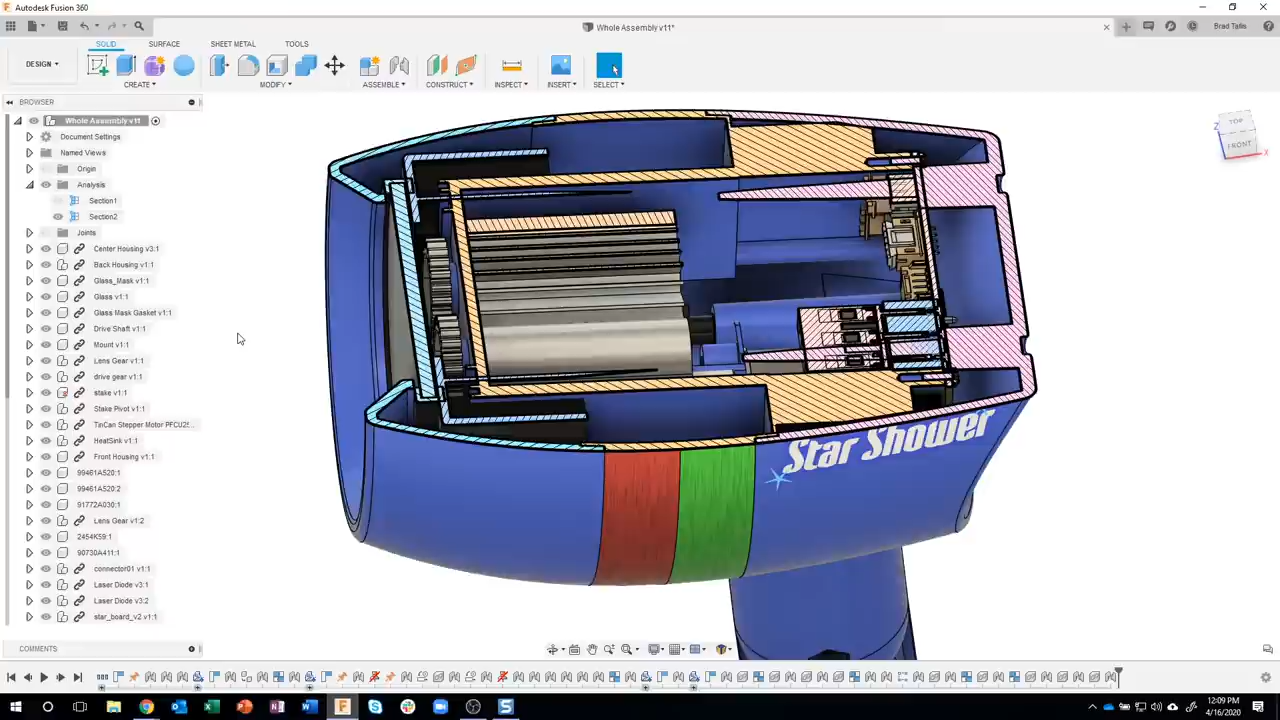 Autodesk Fusion 360
Whole Assembly v11*
Brad Tallis
SOLID
SURFACE
SHEET METAL
TOOLS
DESIGN
CREATE
MODIFY
ASSEMBLE
CONSTRUCT
INSPECT
INSERT
SELECT
BROWSER
Whole Assembly v11
Document Settings
Named Views
Origin
Analysis
Section1
Section2
Joints
Center Housing v3:1
Back Housing v1:1
Glass_Mask v1:1
Glass v1:1
Glass Mask Gasket v1:1
Drive Shaft v1:1
Mount v1:1
Lens Gear v1:1
drive gear v1:1
stake v1:1
Stake Pivot v1:1
TinCan Stepper Motor PFCU25...
HeatSink v1:1
Front Housing v1:1
99461A520:1
99461A520:2
91772A030:1
Lens Gear v1:2
2454K59:1
90730A411:1
connector01 v1:1
Laser Diode v3:1
Laser Diode v3:2
star_board_v2 v1:1
TOP
FRONT
Z
X
Star Shower
COMMENTS
12:09 PM
4/16/2020